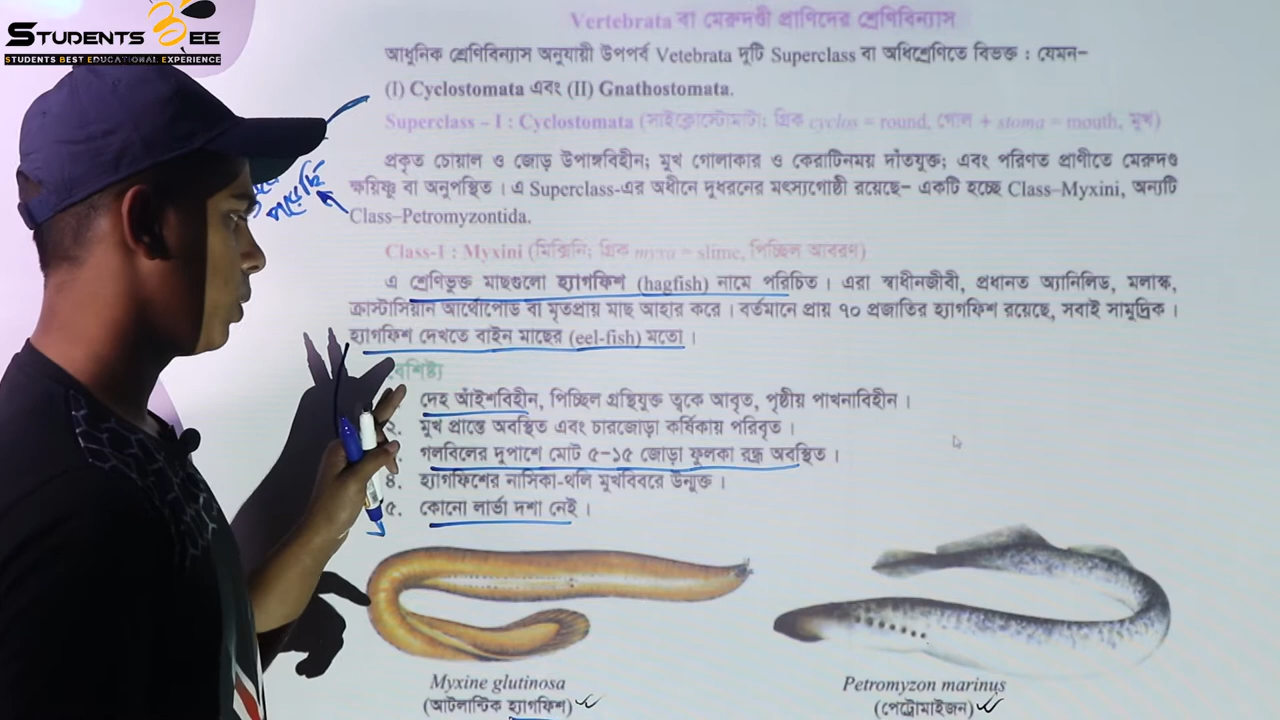 STUDENTS BEE
STUDENTS BEST EDUCATIONAL EXPERIENCE
Vertebrata বা মেরুদণ্ডী প্রাণিদের শ্রেণিবিন্যাস
আধুনিক শ্রেণিবিন্যাস অনুযায়ী উপপর্ব Vetebrata দুটি Superclass বা অধিশ্রেণিতে বিভক্ত : যেমন–
(I) Cyclostomata এবং (II) Gnathostomata.
Superclass – I : Cyclostomata (সাইক্লোস্টোমাটা; গ্রিক cyclos = round, গোল + stoma = mouth, মুখ)
প্রকৃত চোয়াল ও জোড় উপাঙ্গবিহীন; মুখ গোলাকার ও কেরাটিনময় দাঁতযুক্ত; এবং পরিণত প্রাণীতে মেরুদণ্ড
ক্ষয়িষ্ণু বা অনুপস্থিত। এ Superclass-এর অধীনে দুধরনের মৎস্যগোষ্ঠী রয়েছে– একটি হচ্ছে Class–Myxini, অন্যটি
পরেছি
Class–Petromyzontida.
Class-1 : Myxini (মিক্সিনি; গ্রিক myxa = slime, পিচ্ছিল আবরণ)
এ শ্রেণিভুক্ত মাছগুলো হ্যাগফিশ (hagfish) নামে পরিচিত। এরা স্বাধীনজীবী, প্রধানত অ্যানিলিড, মলাস্ক,
ক্রাস্টাসিয়ান আর্থোপোড বা মৃতপ্রায় মাছ আহার করে। বর্তমানে প্রায় ৭০ প্রজাতির হ্যাগফিশ রয়েছে, সবাই সামুদ্রিক।
হ্যাগফিশ দেখতে বাইন মাছের (eel-fish) মতো।
বৈশিষ্ট্য
দেহ আঁইশবিহীন, পিচ্ছিল গ্রন্থিযুক্ত ত্বকে আবৃত, পৃষ্ঠীয় পাখনাবিহীন।
২. মুখ প্রান্তে অবস্থিত এবং চারজোড়া কর্ষিকায় পরিবৃত।
গলবিলের দুপাশে মোট ৫–১৫ জোড়া ফুলকা রন্ধ্র অবস্থিত।
৪. হ্যাগফিশের নাসিকা-থলি মুখবিবরে উন্মুক্ত।
৫. কোনো লার্ভা দশা নেই।
Myxine glutinosa
(আটলান্টিক হ্যাগফিশ)
Petromyzon marinus
(পেট্রোমাইজন)